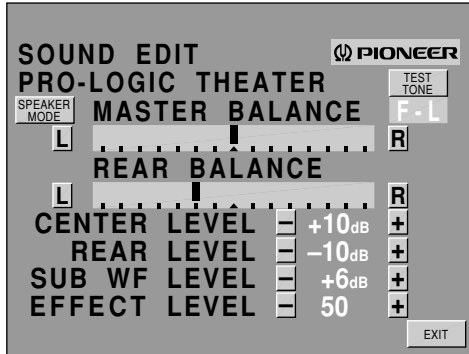 SOUND EDIT PIONEER
PRO-LOGIC THEATER TEST TONE
SPEAKER MODE MASTER BALANCE F - L
L R
REAR BALANCE
L R
CENTER LEVEL – +10dB +
REAR LEVEL – –10dB +
SUB WF LEVEL – +6dB +
EFFECT LEVEL – 50 +
EXIT